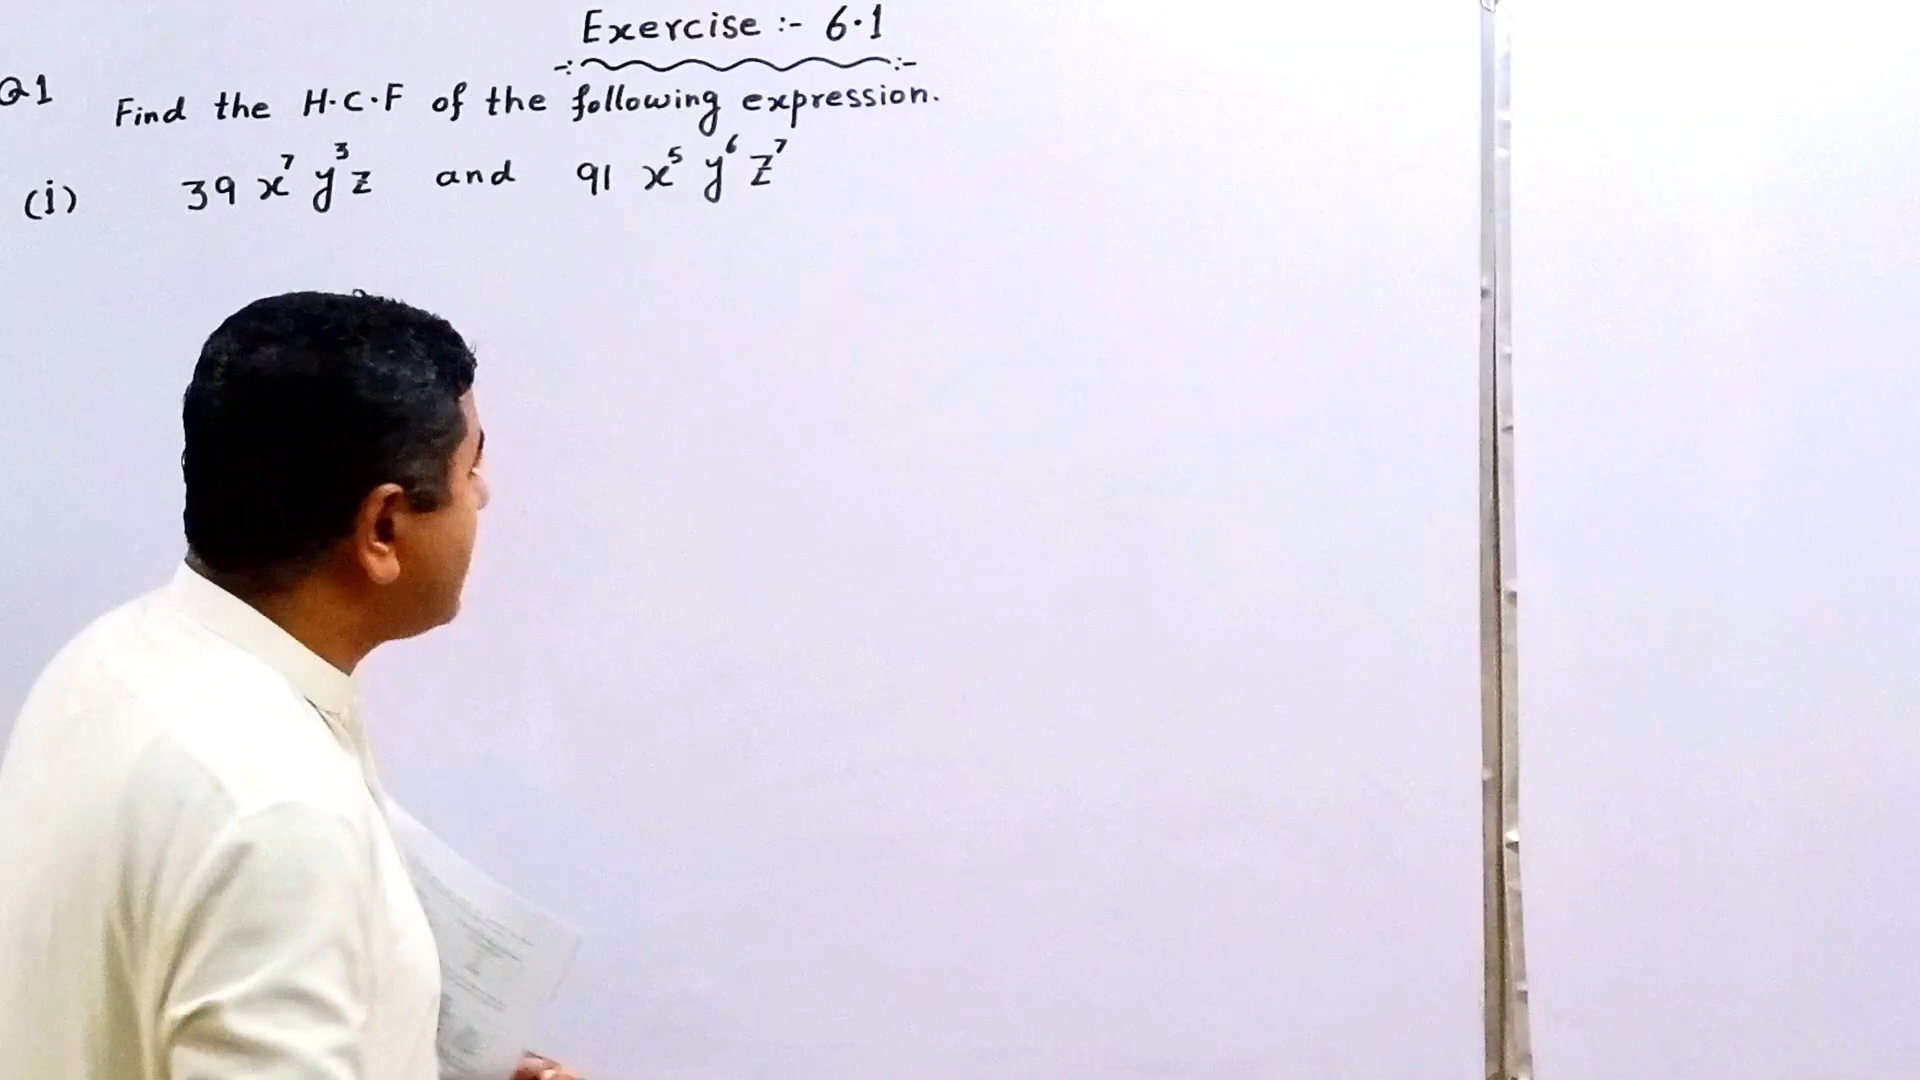 Exercise :- 6.1
Q1 Find the H.C.F of the following expression.
(i) 39 x⁷ y³ z and 91 x⁵ y⁶ z⁷